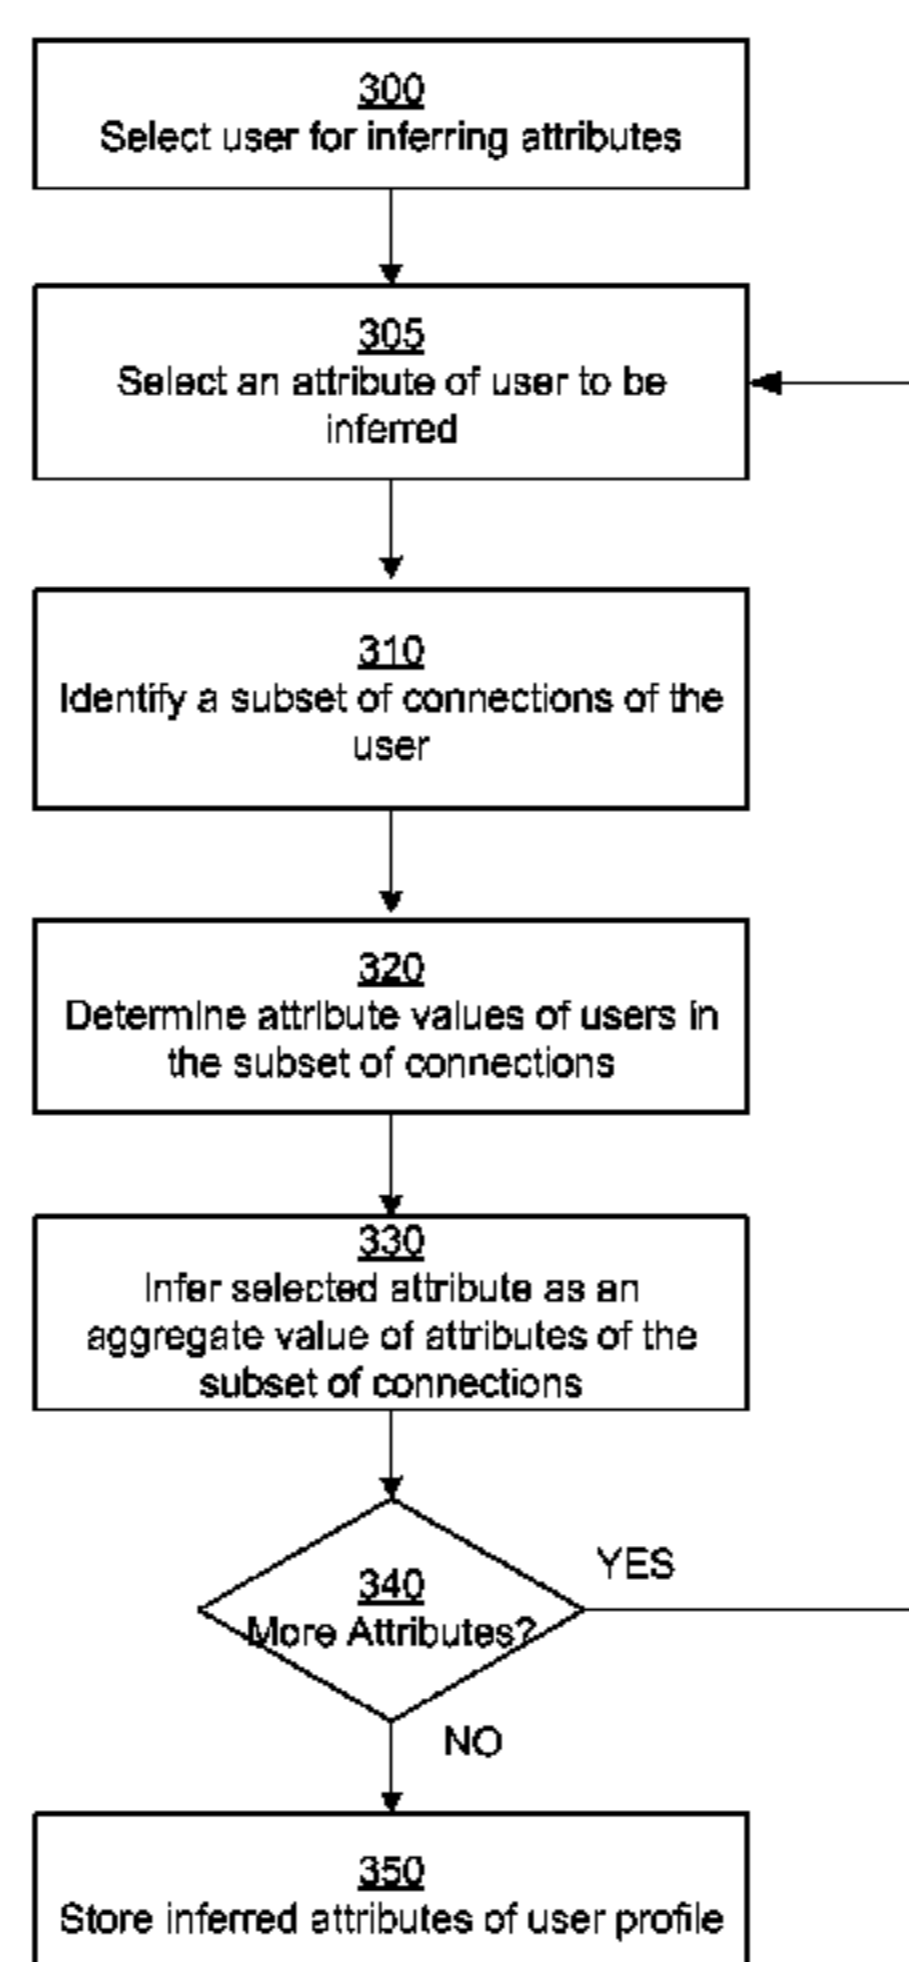 300
Select user for inferring attributes
305
Select an attribute of user to be
inferred
310
Identify a subset of connections of the
user
320
Determine attribute values of users in
the subset of connections
330
Infer selected attribute as an
aggregate value of attributes of the
subset of connections
340
More Attributes?
YES
NO
350
Store inferred attributes of user profile